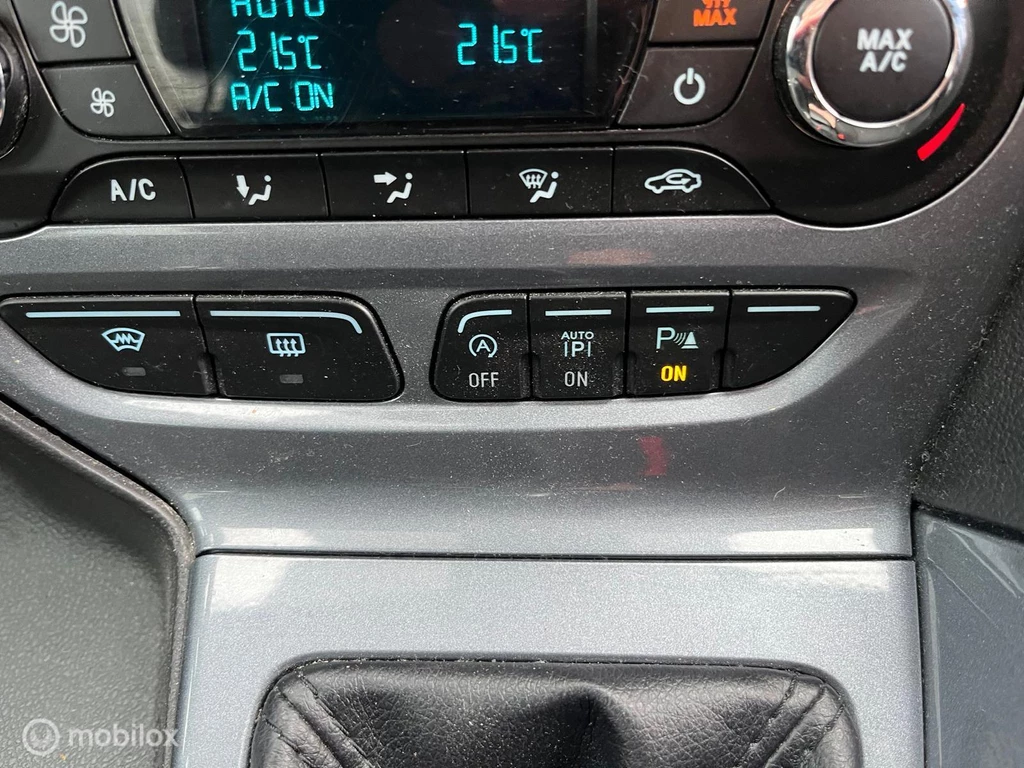 AUTO
21.5°C 21.5°C
A/C ON
MAX
MAX
A/C
A/C
A
OFF
AUTO
P
ON
P
ON
mobilox